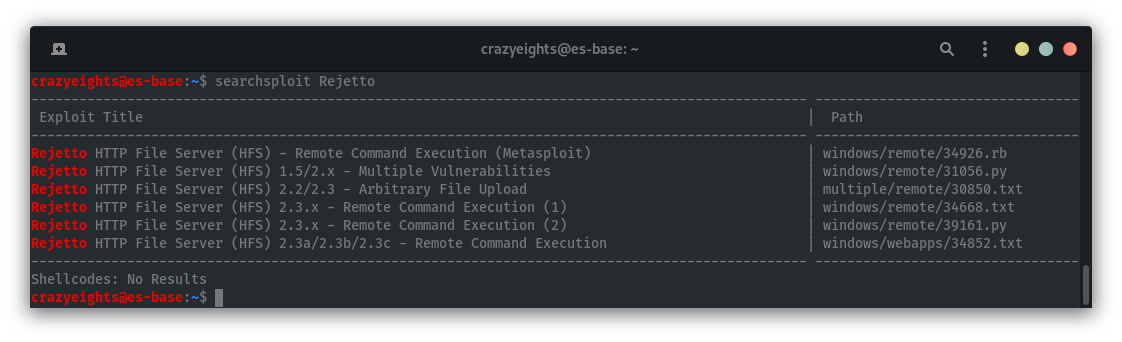 crazyeights@es-base: ~
crazyeights@es-base:~$ searchsploit Rejetto
Exploit Title | Path
Rejetto HTTP File Server (HFS) - Remote Command Execution (Metasploit) | windows/remote/34926.rb
Rejetto HTTP File Server (HFS) 1.5/2.x - Multiple Vulnerabilities | windows/remote/31056.py
Rejetto HTTP File Server (HFS) 2.2/2.3 - Arbitrary File Upload | multiple/remote/30850.txt
Rejetto HTTP File Server (HFS) 2.3.x - Remote Command Execution (1) | windows/remote/34668.txt
Rejetto HTTP File Server (HFS) 2.3.x - Remote Command Execution (2) | windows/remote/39161.py
Rejetto HTTP File Server (HFS) 2.3a/2.3b/2.3c - Remote Command Execution | windows/webapps/34852.txt
Shellcodes: No Results
crazyeights@es-base:~$